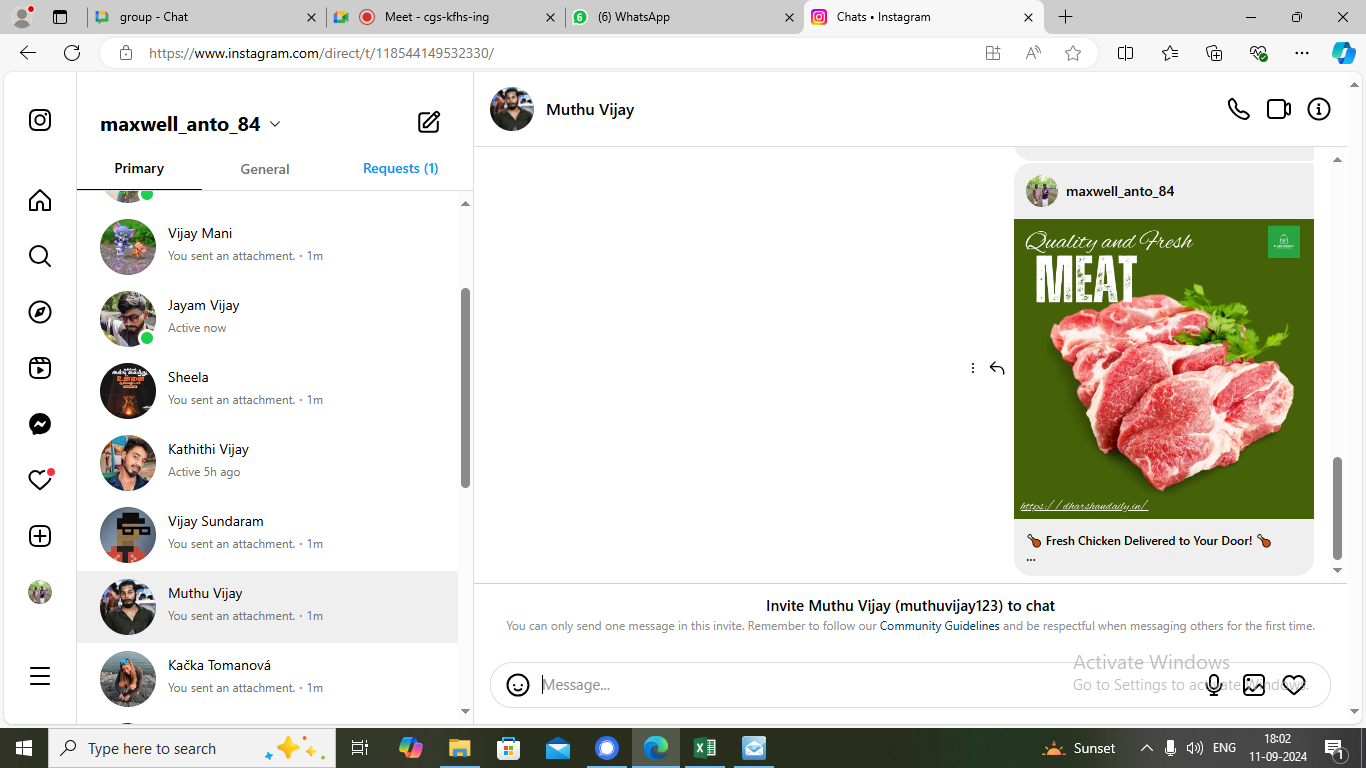 group - Chat
Meet - cgs-kfhs-ing
(6) WhatsApp
Chats • Instagram
https://www.instagram.com/direct/t/118544149532330/
maxwell_anto_84
Primary
General
Requests (1)
Vijay Mani
You sent an attachment. · 1m
Jayam Vijay
Active now
Sheela
You sent an attachment. · 1m
Kathithi Vijay
Active 5h ago
Vijay Sundaram
You sent an attachment. · 1m
Muthu Vijay
You sent an attachment. · 1m
Kačka Tomanová
You sent an attachment. · 1m
Muthu Vijay
maxwell_anto_84
Quality and Fresh
MEAT
https://dharshandaily.in/
Fresh Chicken Delivered to Your Door!
...
Invite Muthu Vijay (muthuvijay123) to chat
You can only send one message in this invite. Remember to follow our Community Guidelines and be respectful when messaging others for the first time.
Message...
Activate Windows
Go to Settings to activate Windows.
Type here to search
Sunset
ENG
18:02
11-09-2024
1